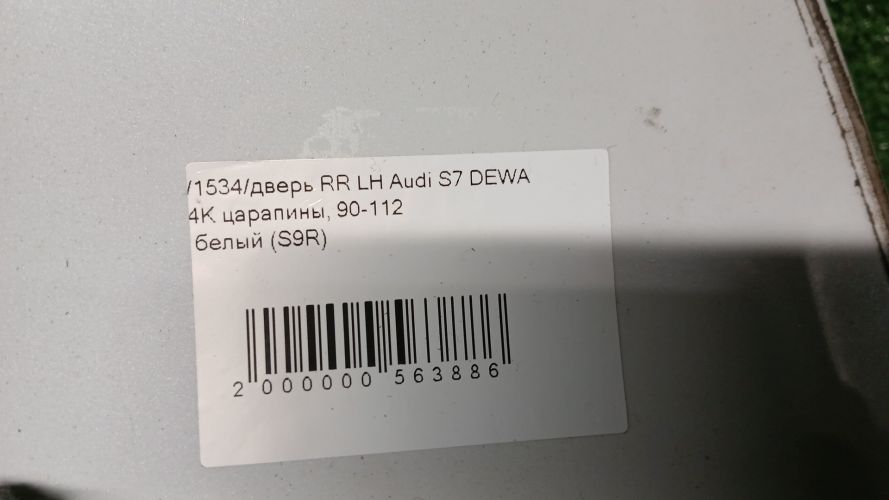 /1534/дверь RR LH Audi S7 DEWA
4K царапины, 90-112
белый (S9R)
2 000000 563886